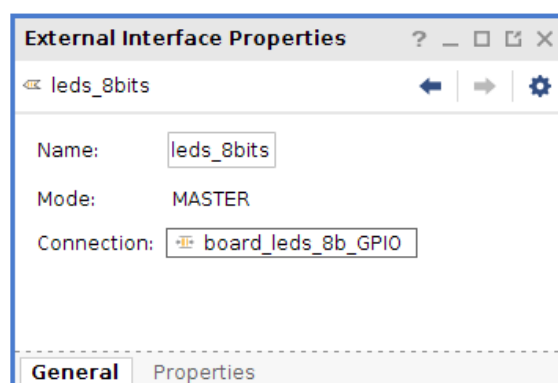 External Interface Properties
leds_8bits
Name: leds_8bits
Mode: MASTER
Connection: board_leds_8b_GPIO
General Properties